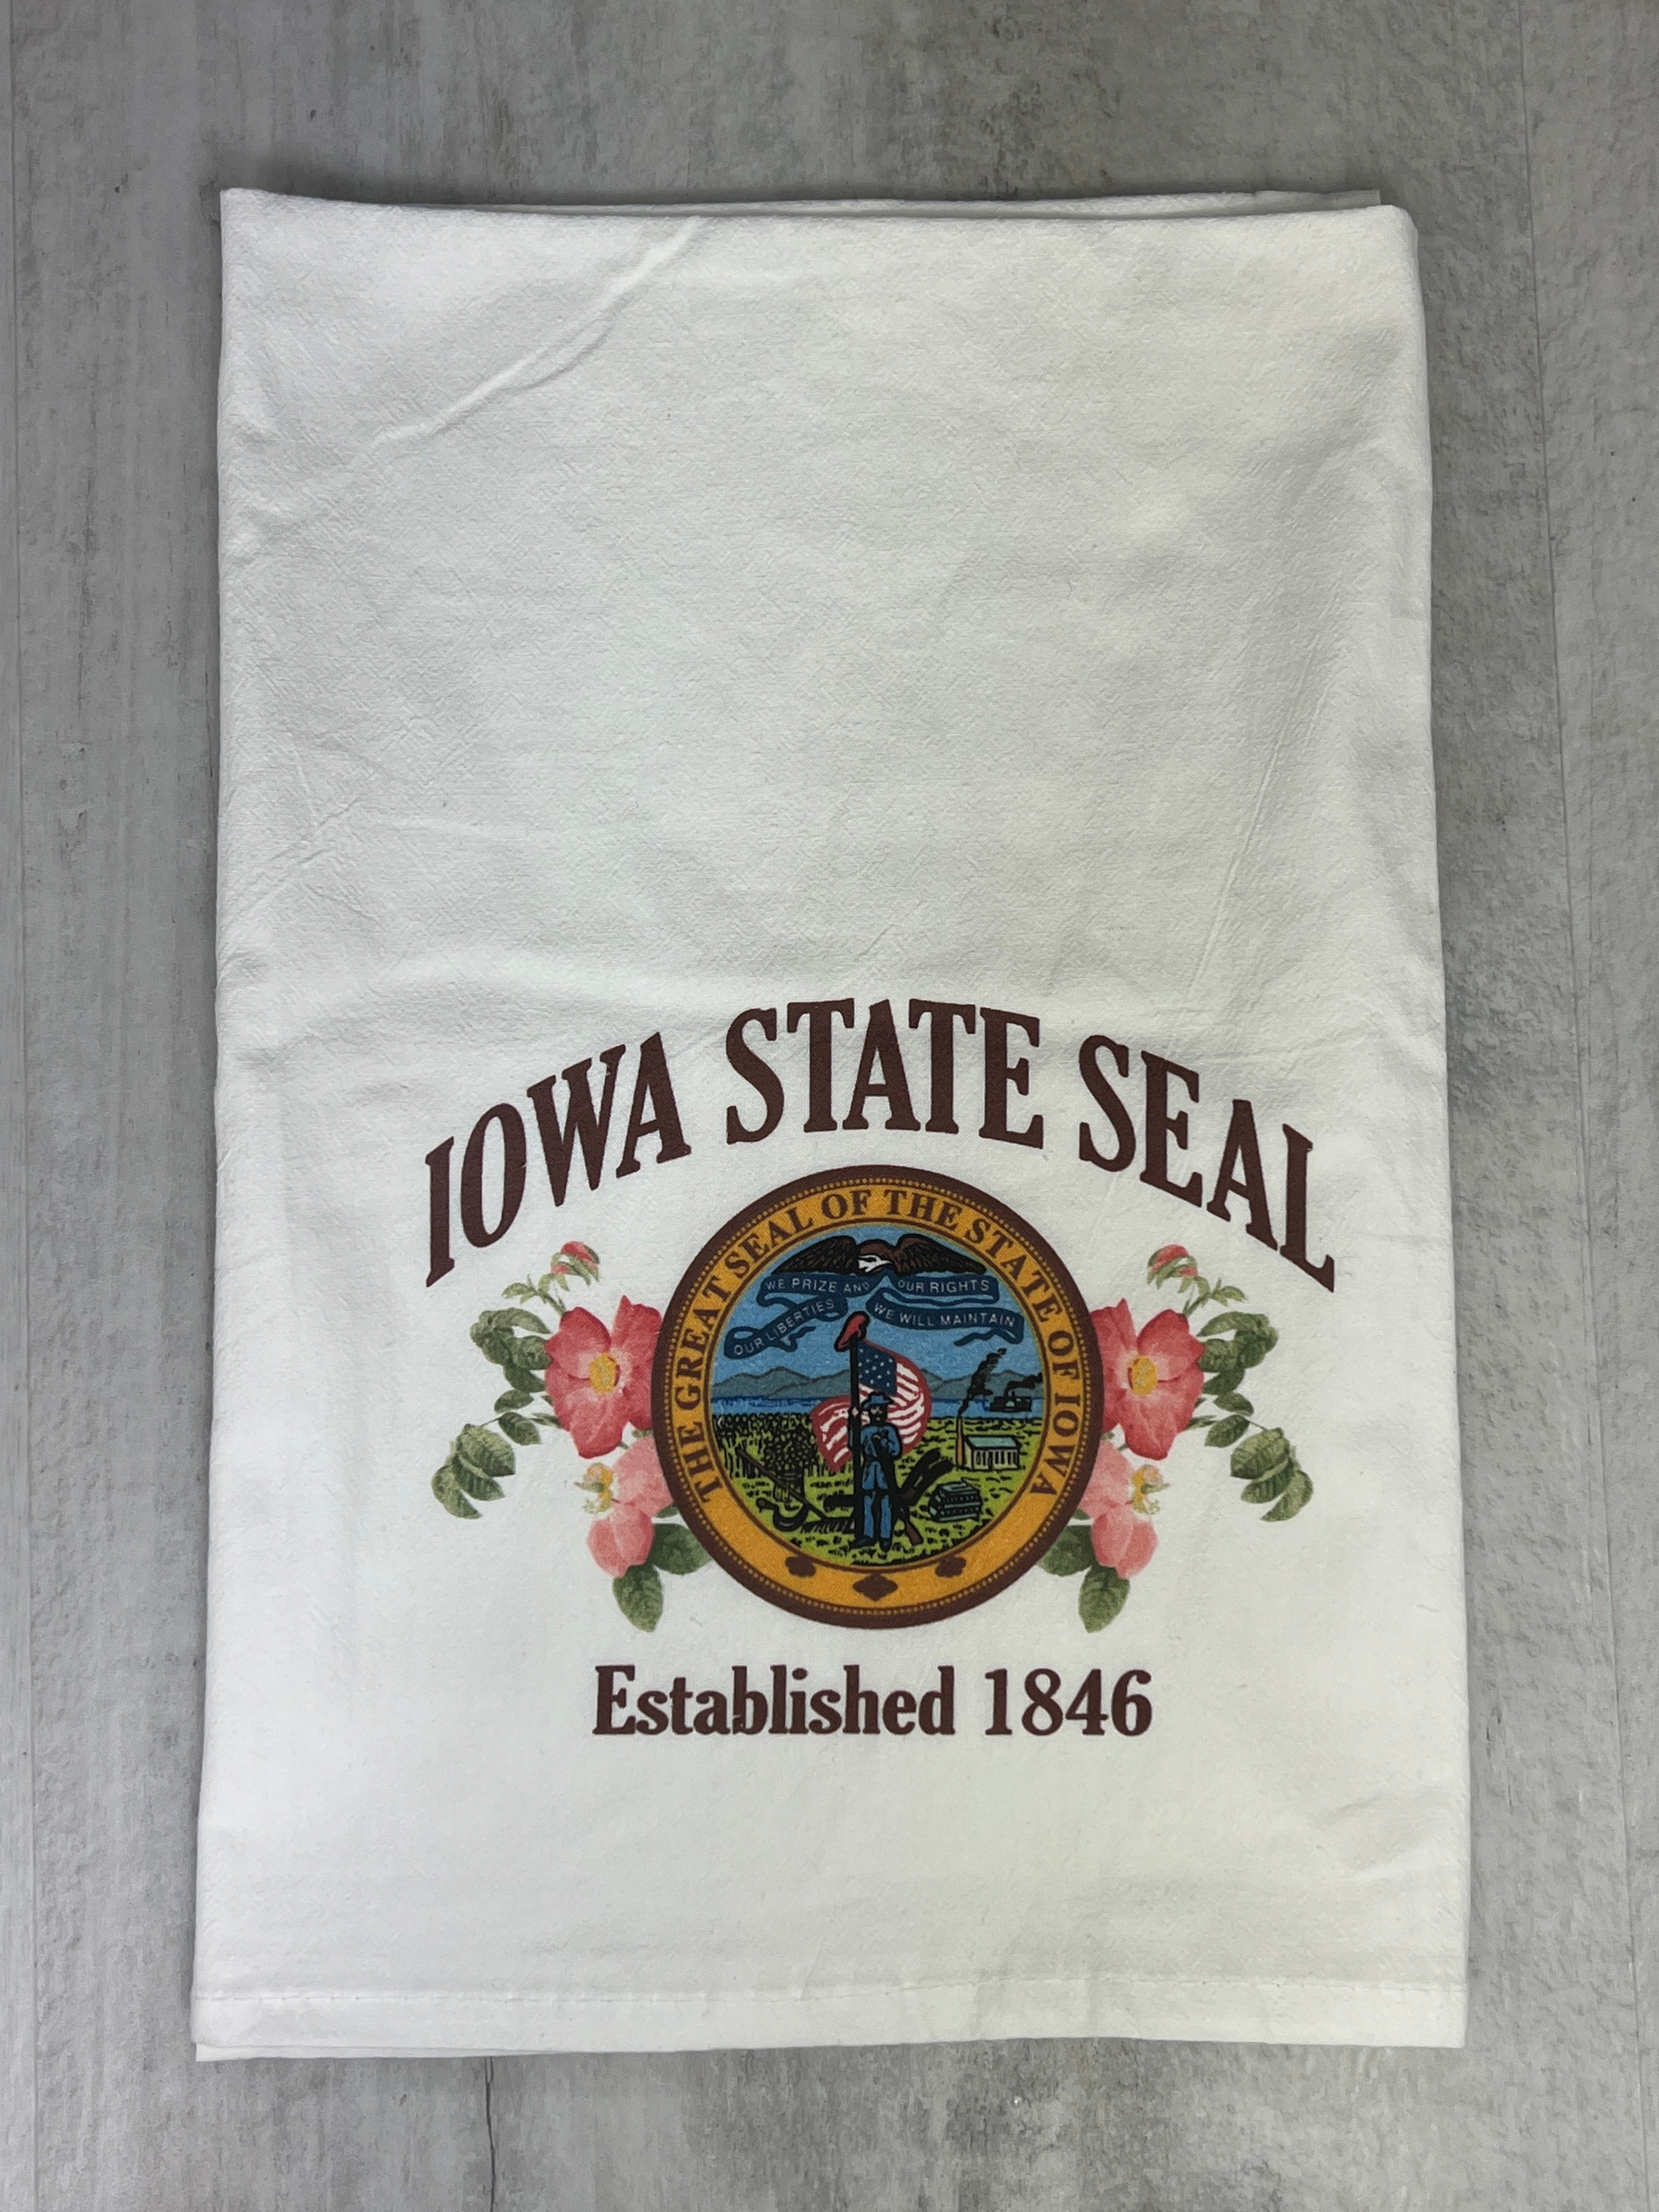 IOWA STATE SEAL
THE GREAT SEAL OF THE STATE OF IOWA
WE PRIZE AND OUR RIGHTS
OUR LIBERTIES WE WILL MAINTAIN
Established 1846